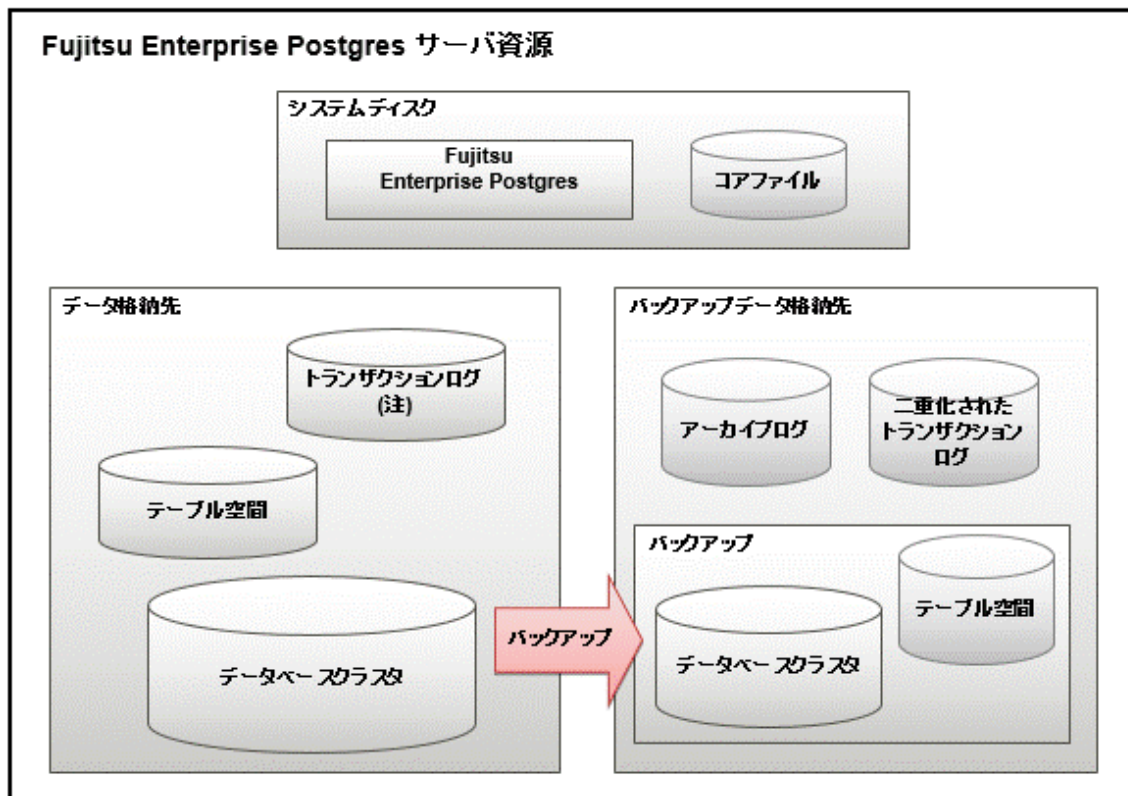 Fujitsu Enterprise Postgres サーバ資源
システムディスク
Fujitsu
Enterprise Postgres
コアファイル
データ格納先
トランザクションログ
(注)
テーブル空間
データベースクラスタ
バックアップ
バックアップデータ格納先
アーカイブログ
二重化された
トランザクション
ログ
バックアップ
テーブル空間
データベースクラスタ